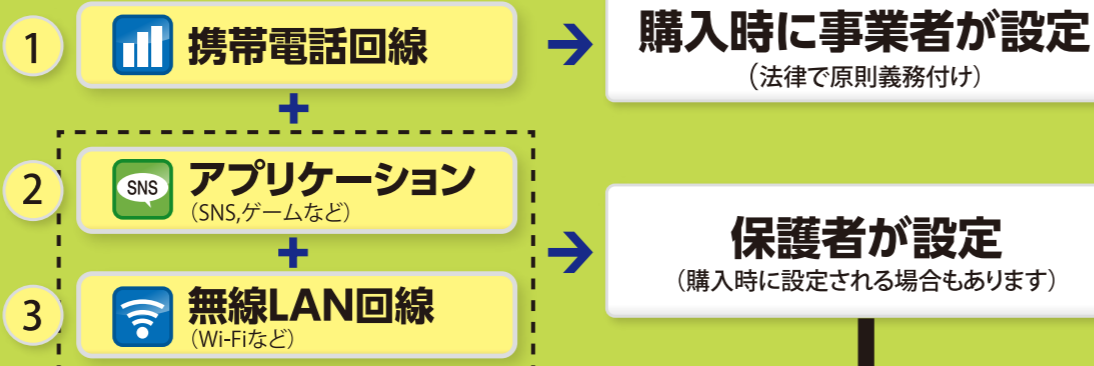 1
携帯電話回線
購入時に事業者が設定
（法律で原則義務付け）
+
2
SNS
アプリケーション
（SNS,ゲームなど）
+
保護者が設定
（購入時に設定される場合もあります）
3
無線LAN回線
（Wi-Fiなど）